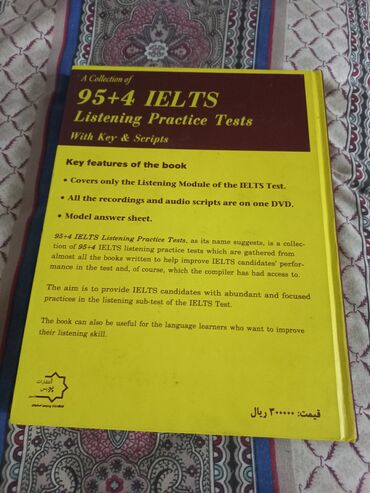 A Collection of
95+4 IELTS
Listening Practice Tests
With Key & Scripts
Key features of the book
• Covers only the Listening Module of the IELTS Test.
• All the recordings and audio scripts are on one DVD.
• Model answer sheet.
95+4 IELTS Listening Practice Tests, as its name suggests, is a collec-
tion of 95+4 IELTS listening practice tests which are gathered from
almost all the books written to help improve IELTS candidates' perfor-
mance in the test and, of course, which the compiler has had access to.
The aim is to provide IELTS candidates with abundant and focused
practices in the listening sub-test of the IELTS Test.
The book can also be useful for the language learners who want to improve
their listening skill.
انتشارات
قیمت: ۳۰۰۰۰۰ ریال